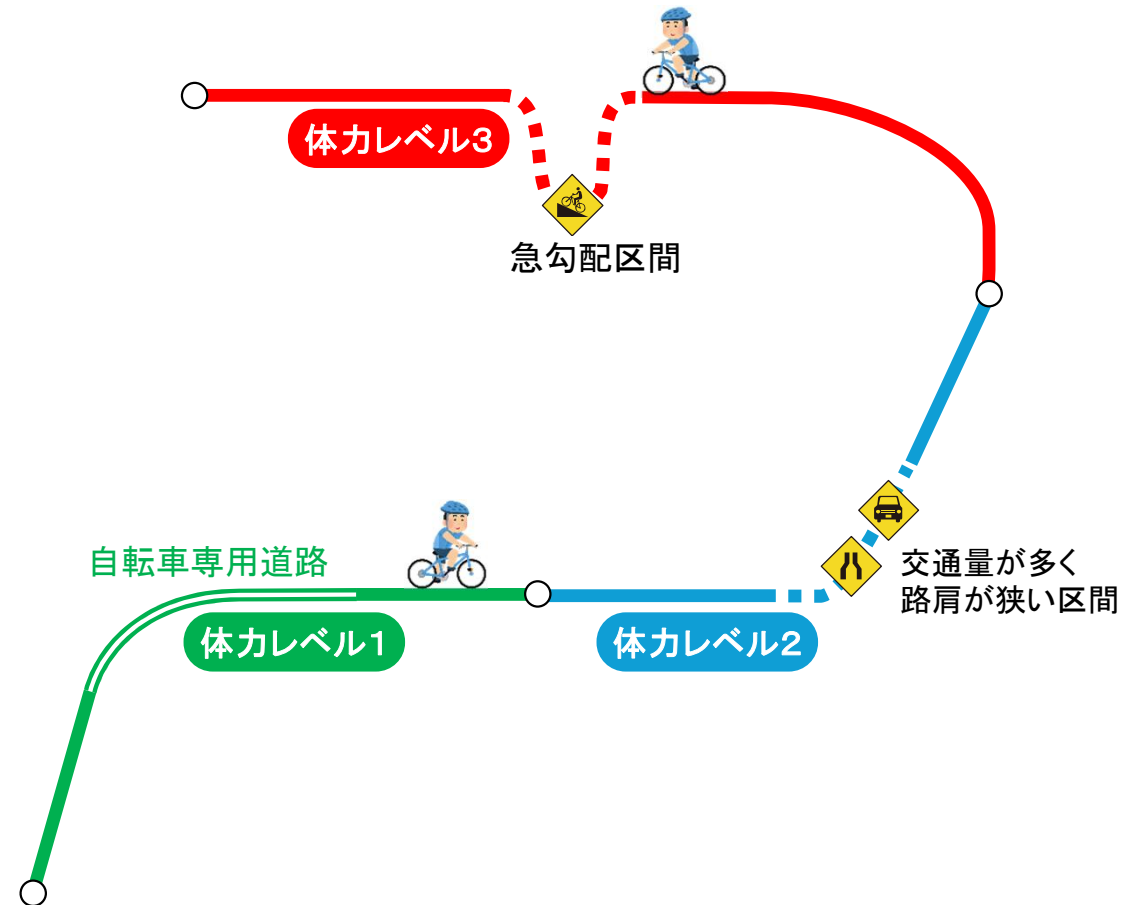 体力レベル3
急勾配区間
自転車専用道路
交通量が多く
路肩が狭い区間
体力レベル1
体力レベル2